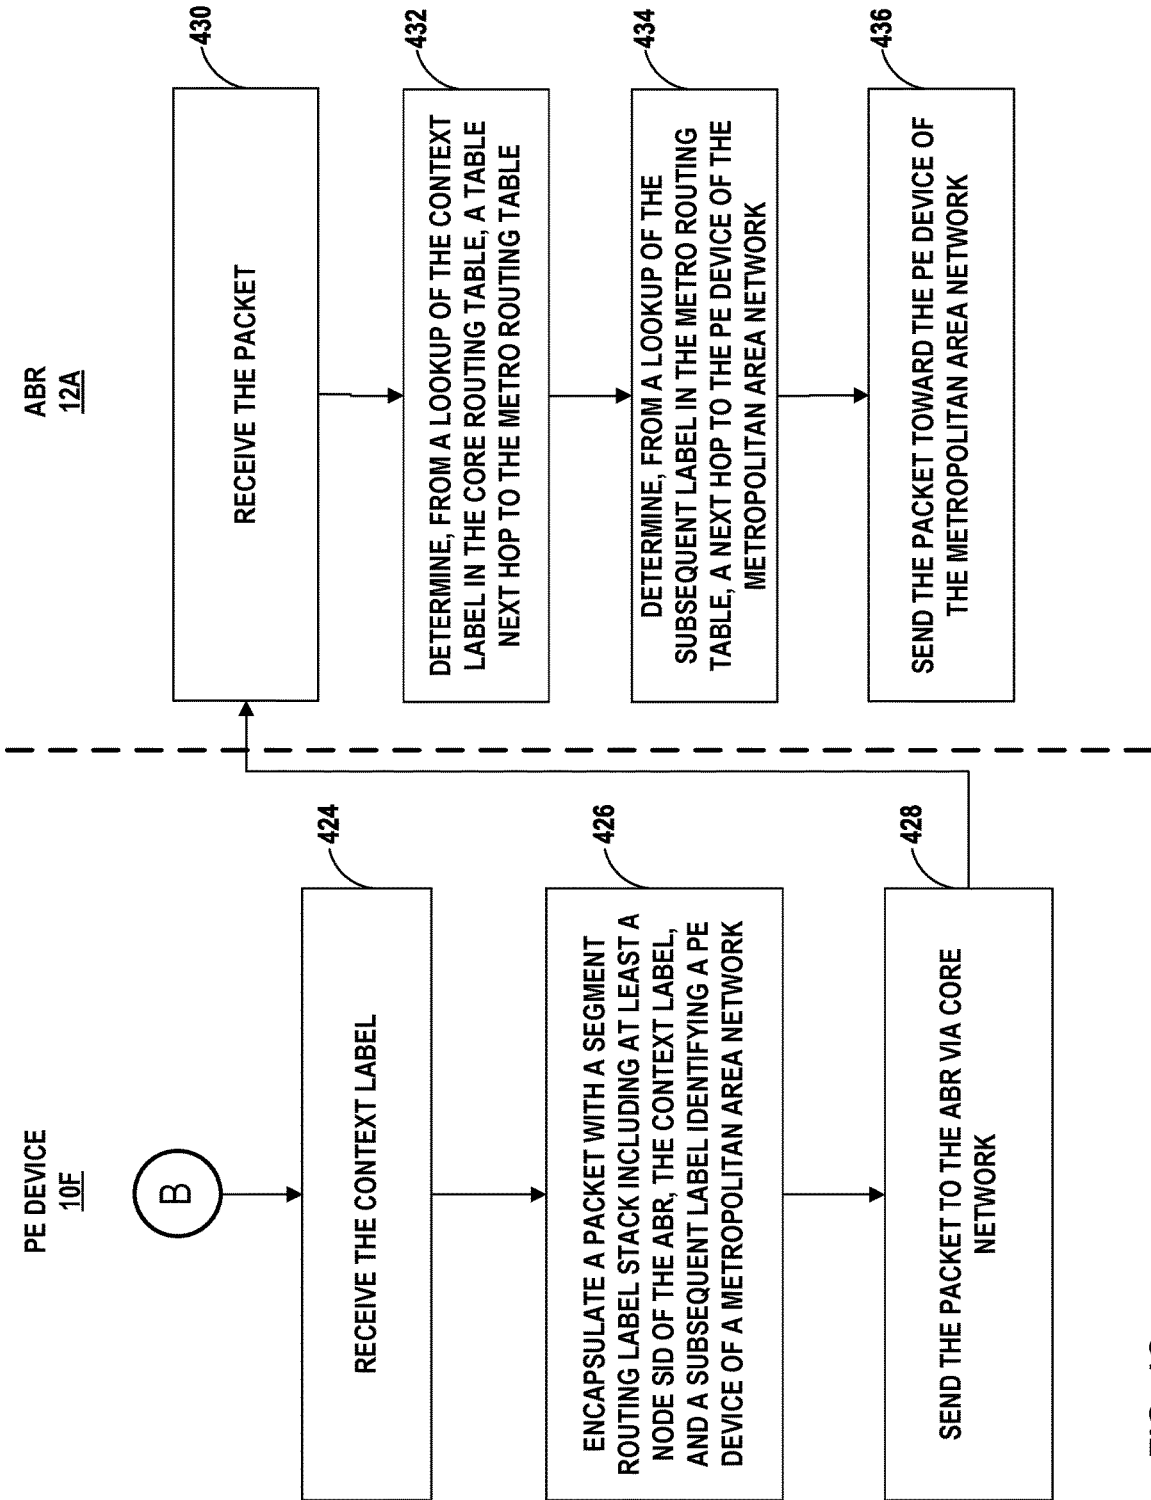 PE DEVICE
10F
B
424
RECEIVE THE CONTEXT LABEL
426
ENCAPSULATE A PACKET WITH A SEGMENT
ROUTING LABEL STACK INCLUDING AT LEAST A
NODE SID OF THE ABR, THE CONTEXT LABEL,
AND A SUBSEQUENT LABEL IDENTIFYING A PE
DEVICE OF A METROPOLITAN AREA NETWORK
428
SEND THE PACKET TO THE ABR VIA CORE
NETWORK
ABR
12A
430
RECEIVE THE PACKET
432
DETERMINE, FROM A LOOKUP OF THE CONTEXT
LABEL IN THE CORE ROUTING TABLE, A TABLE
NEXT HOP TO THE METRO ROUTING TABLE
434
DETERMINE, FROM A LOOKUP OF THE
SUBSEQUENT LABEL IN THE METRO ROUTING
TABLE, A NEXT HOP TO THE PE DEVICE OF THE
METROPOLITAN AREA NETWORK
436
SEND THE PACKET TOWARD THE PE DEVICE OF
THE METROPOLITAN AREA NETWORK